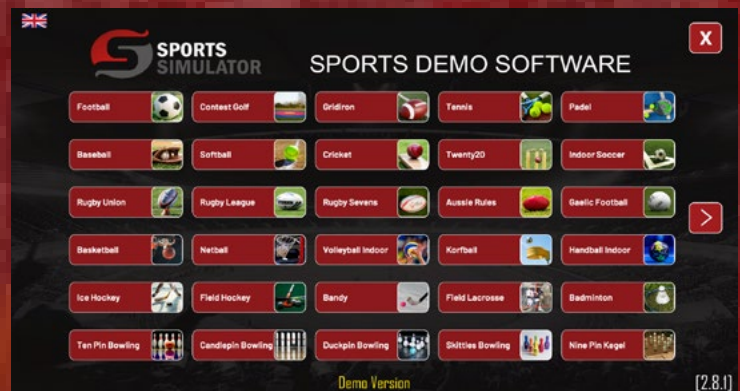 SPORTS
SIMULATOR
SPORTS DEMO SOFTWARE
X
Football
Contest Golf
Gridiron
Tennis
Padel
Baseball
Softball
Cricket
Twenty20
Indoor Soccer
Rugby Union
Rugby League
Rugby Sevens
Aussie Rules
Gaelic Football
>
Basketball
Netball
Volleyball Indoor
Korfball
Handball Indoor
Ice Hockey
Field Hockey
Bandy
Field Lacrosse
Badminton
Ten Pin Bowling
Candlepin Bowling
Duckpin Bowling
Skittles Bowling
Nine Pin Kegel
Demo Version
[2.8.1]